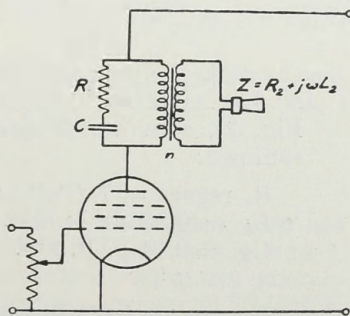 R
C
n
Z = R₂ + jωL₂